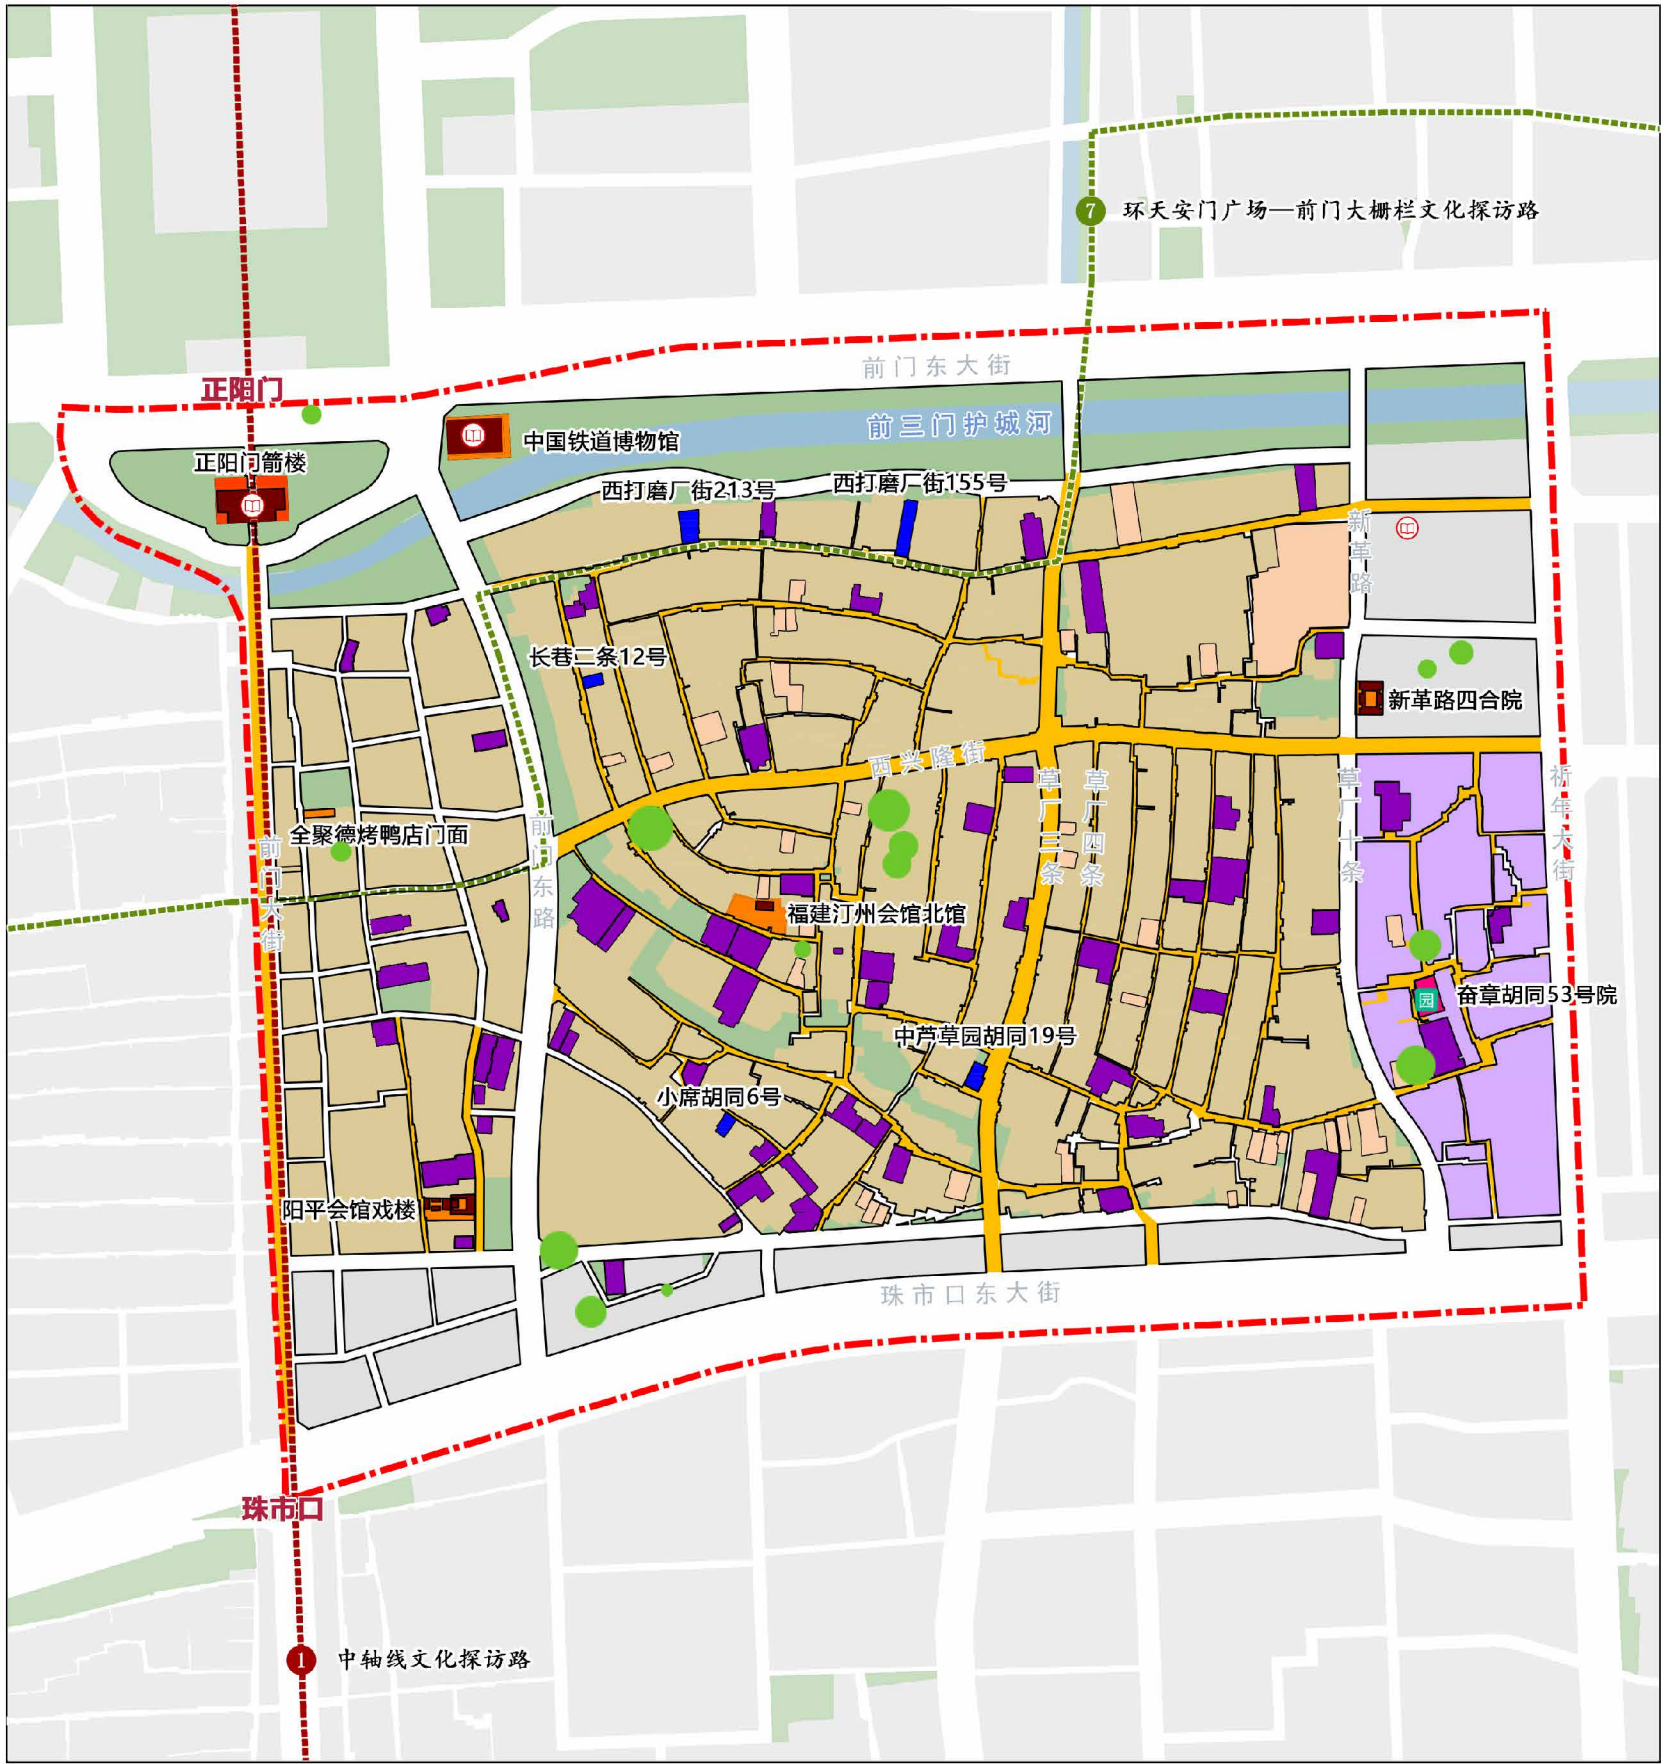 7
环天安门广场—前门大栅栏文化探访路
前门东大街
正阳门
前三门护城河
中国铁道博物馆
正阳门箭楼
西打磨厂街213号
西打磨厂街155号
新革路
长巷二条12号
新革路四合院
西兴隆街
草厂三条
草厂四条
草厂十条
祈年大街
全聚德烤鸭店门面
前门大街
前门东路
福建汀州会馆北馆
园
奋章胡同53号院
中芦草园胡同19号
小席胡同6号
阳平会馆戏楼
珠市口东大街
珠市口
1
中轴线文化探访路